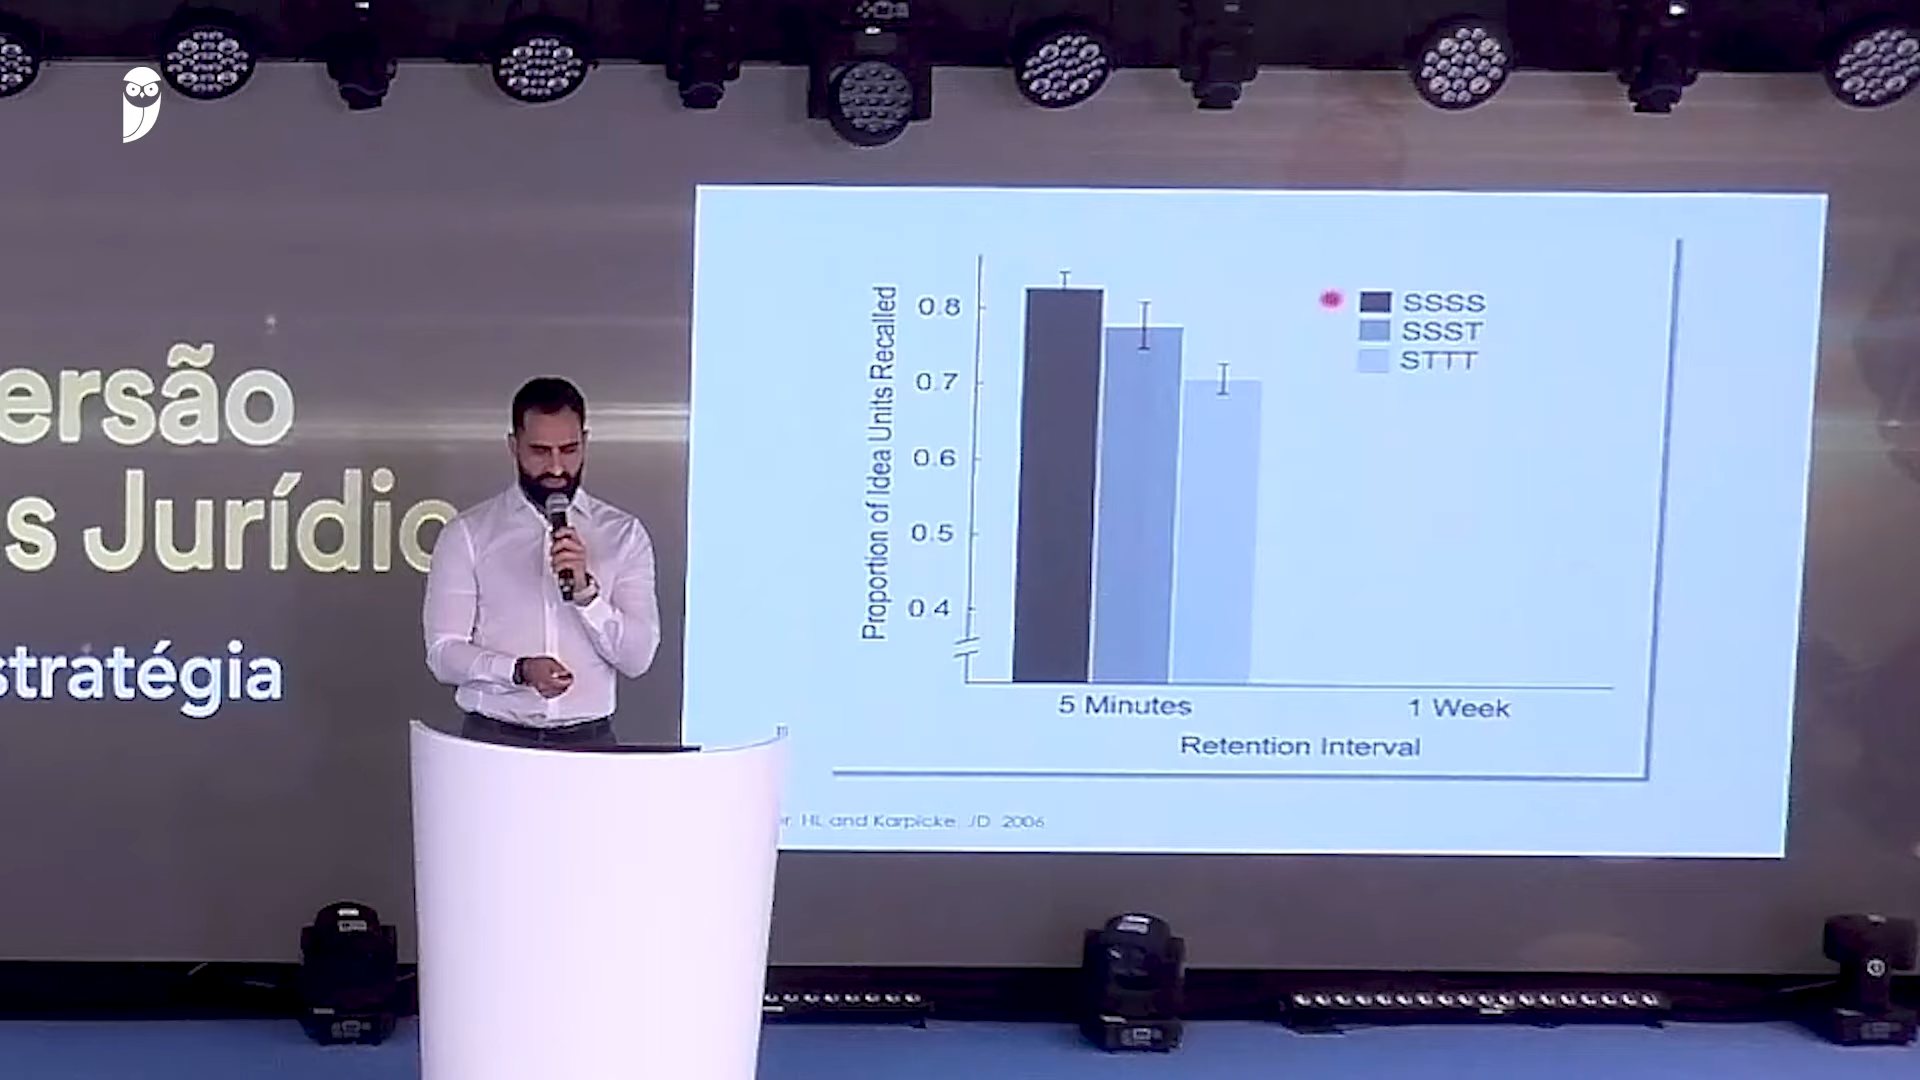 ersão
s Jurídic
stratégia
Proportion of Idea Units Recalled
0.8
0.7
0.6
0.5
0.4
SSSS
SSST
STTT
5 Minutes
1 Week
Retention Interval
r, HL and Karpicke, JD 2006